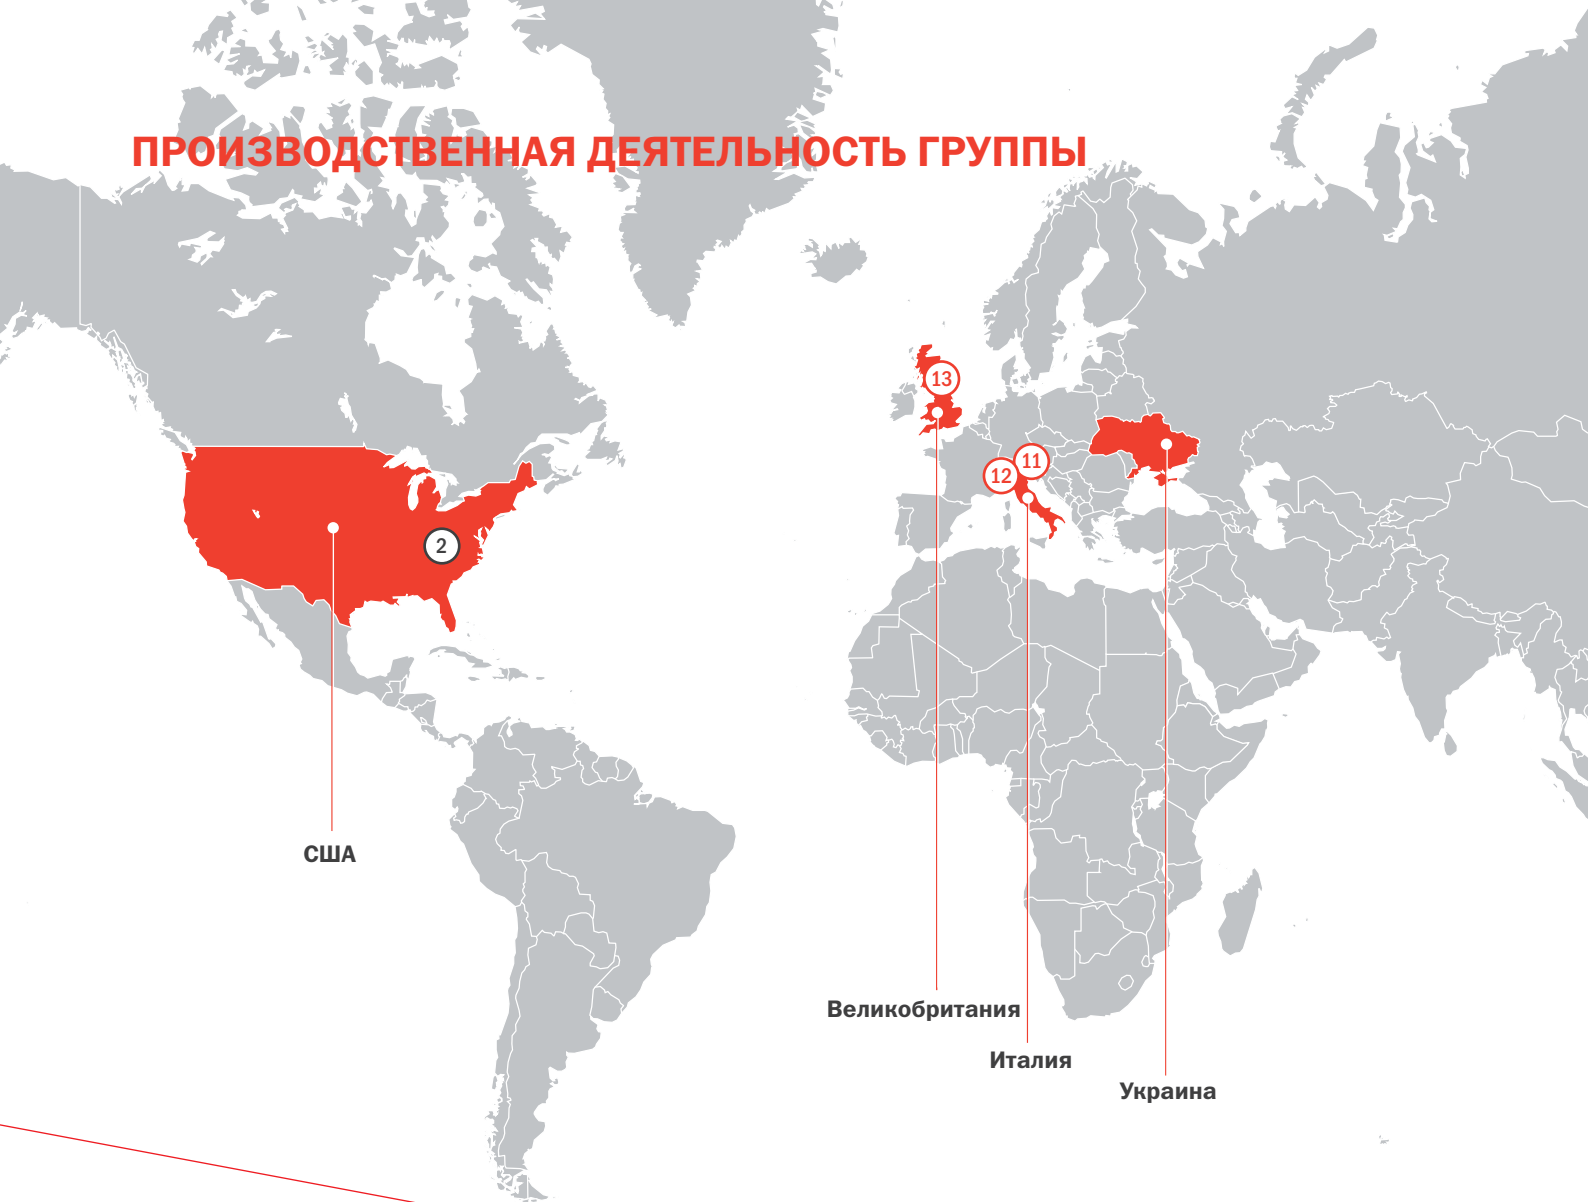 ПРОИЗВОДСТВЕННАЯ ДЕЯТЕЛЬНОСТЬ ГРУППЫ
13
11
12
2
США
Великобритания
Италия
Украина